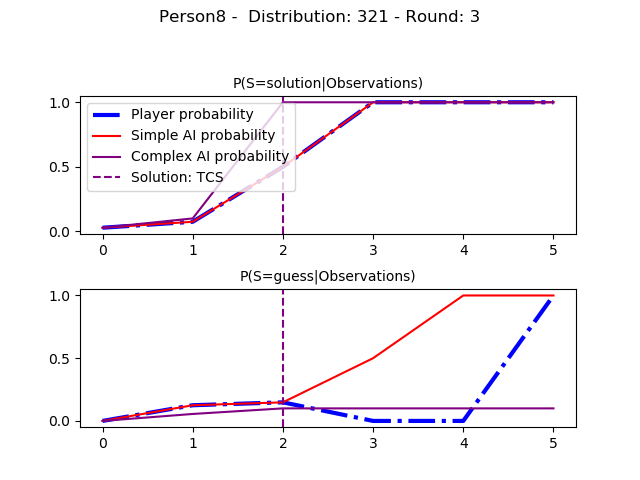 Person8 -  Distribution: 321 - Round: 3
P(S=solution|Observations)
1.0
0.5
0.0
Player probability
Simple AI probability
Complex AI probability
Solution: TCS
0 1 2 3 4 5
P(S=guess|Observations)
1.0
0.5
0.0
0 1 2 3 4 5